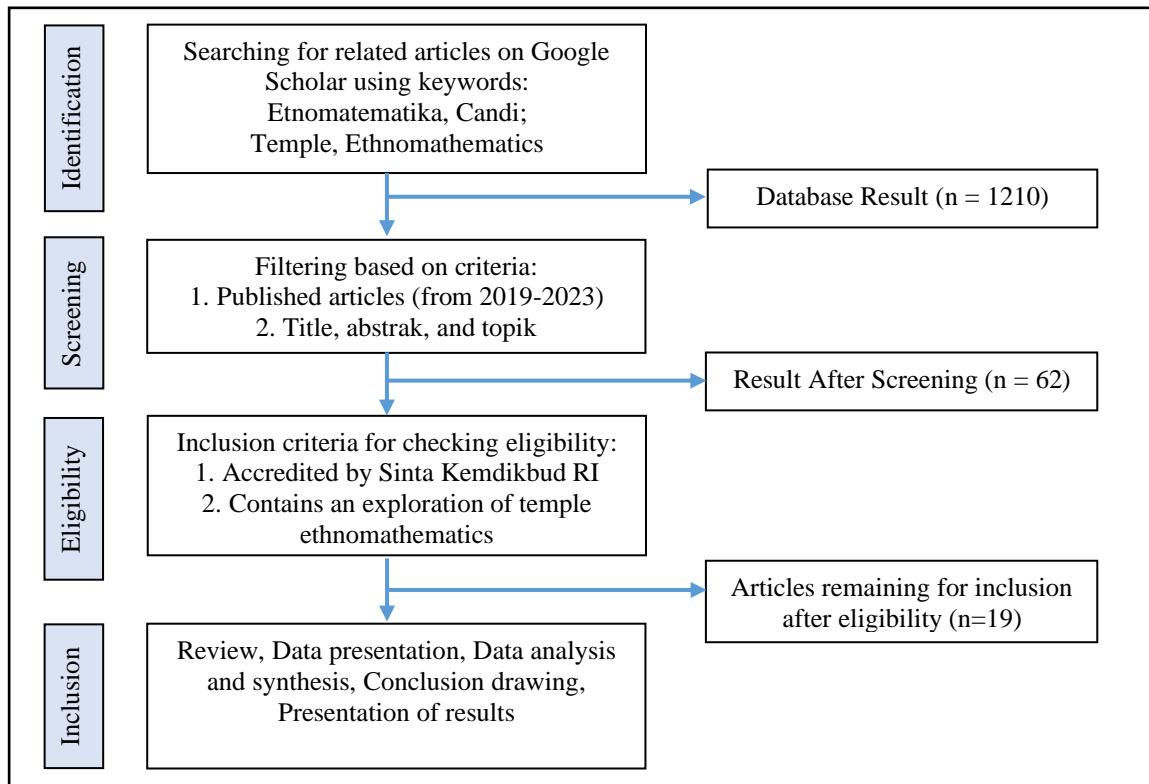 Identification
Searching for related articles on Google
Scholar using keywords:
Etnomatematika, Candi;
Temple, Ethnomathematics
Database Result (n = 1210)
Screening
Filtering based on criteria:
1. Published articles (from 2019-2023)
2. Title, abstrak, and topik
Result After Screening (n = 62)
Eligibility
Inclusion criteria for checking eligibility:
1. Accredited by Sinta Kemdikbud RI
2. Contains an exploration of temple
ethnomathematics
Articles remaining for inclusion
after eligibility (n=19)
Inclusion
Review, Data presentation, Data analysis
and synthesis, Conclusion drawing,
Presentation of results